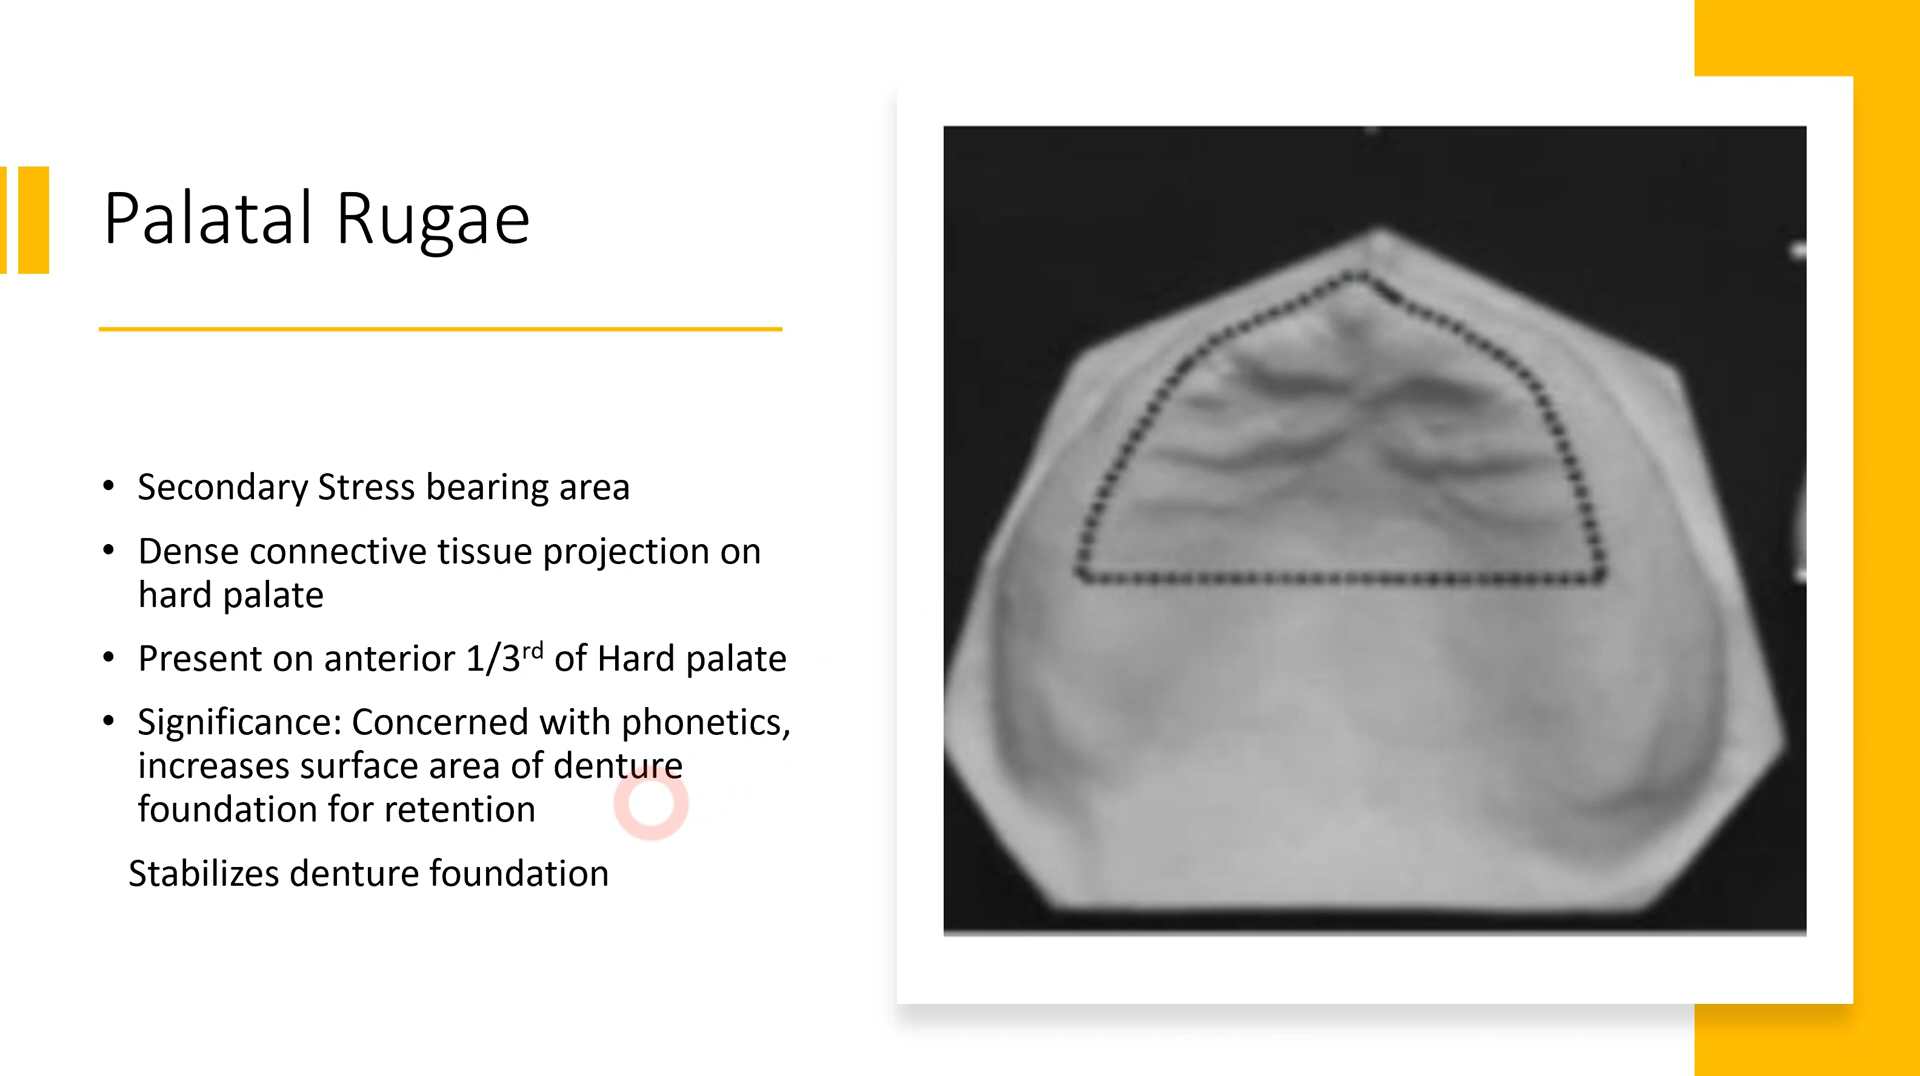 Palatal Rugae
• Secondary Stress bearing area
• Dense connective tissue projection on
hard palate
• Present on anterior 1/3rd of Hard palate
• Significance: Concerned with phonetics,
increases surface area of denture
foundation for retention
Stabilizes denture foundation